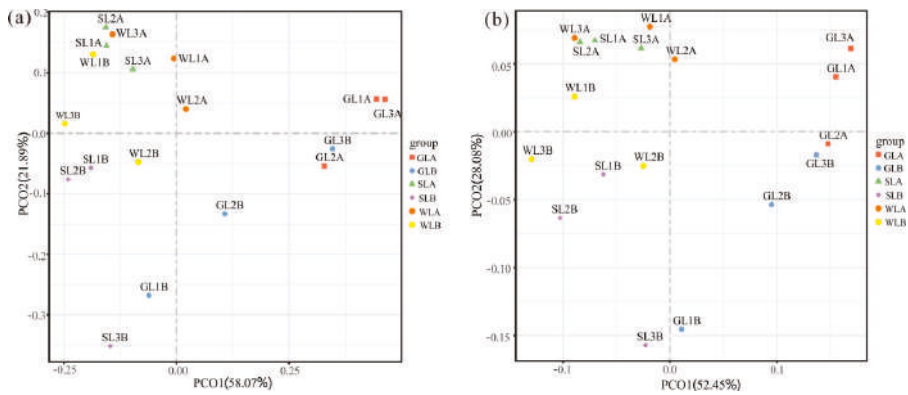 (a)
0.2
0.1
0.0
-0.1
-0.2
-0.3
PCO2(21.89%)
SL2A
WL3A
SL1A
WL1B
SL3A
WL1A
WL2A
GL1A
GL3A
WL3B
GL3B
GL2A
SL1B
WL2B
SL2B
GL2B
GL1B
SL3B
-0.25
0.00
0.25
PCO1(58.07%)
group
GLA
GLB
SLA
SLB
WLA
WLB
(b)
0.05
0.00
-0.05
-0.10
-0.15
PCO2(28.08%)
WL1A
WL3A
SL1A
SL2A
SL3A
WL2A
GL3A
GL1A
WL1B
GL2A
WL3B
WL2B
GL3B
SL1B
SL2B
GL2B
GL1B
SL3B
-0.1
0.0
0.1
PCO1(52.45%)
group
GLA
GLB
SLA
SLB
WLA
WLB